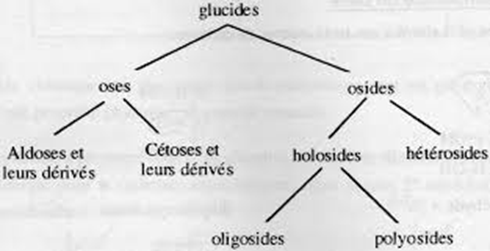 glucides
oses
osides
Aldoses et
leurs dérivés
Cétoses et
leurs dérivés
holosides
hétérosides
oligosides
polyosides